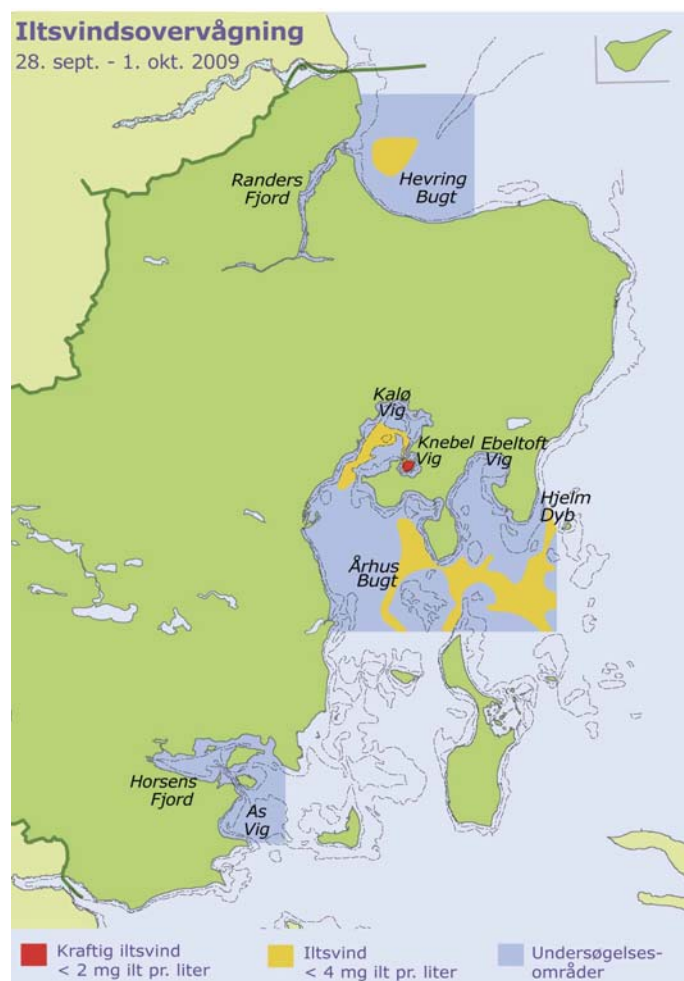 Iltsvindsovervågning
28. sept. - 1. okt. 2009
Randers
Fjord
Hevring
Bugt
Kalø
Vig
Knebel
Vig
Ebeltoft
Vig
Hjelm
Dyb
Århus
Bugt
Horsens
Fjord
As
Vig
Kraftig iltsvind
< 2 mg ilt pr. liter
Iltsvind
< 4 mg ilt pr. liter
Undersøgelses-
områder